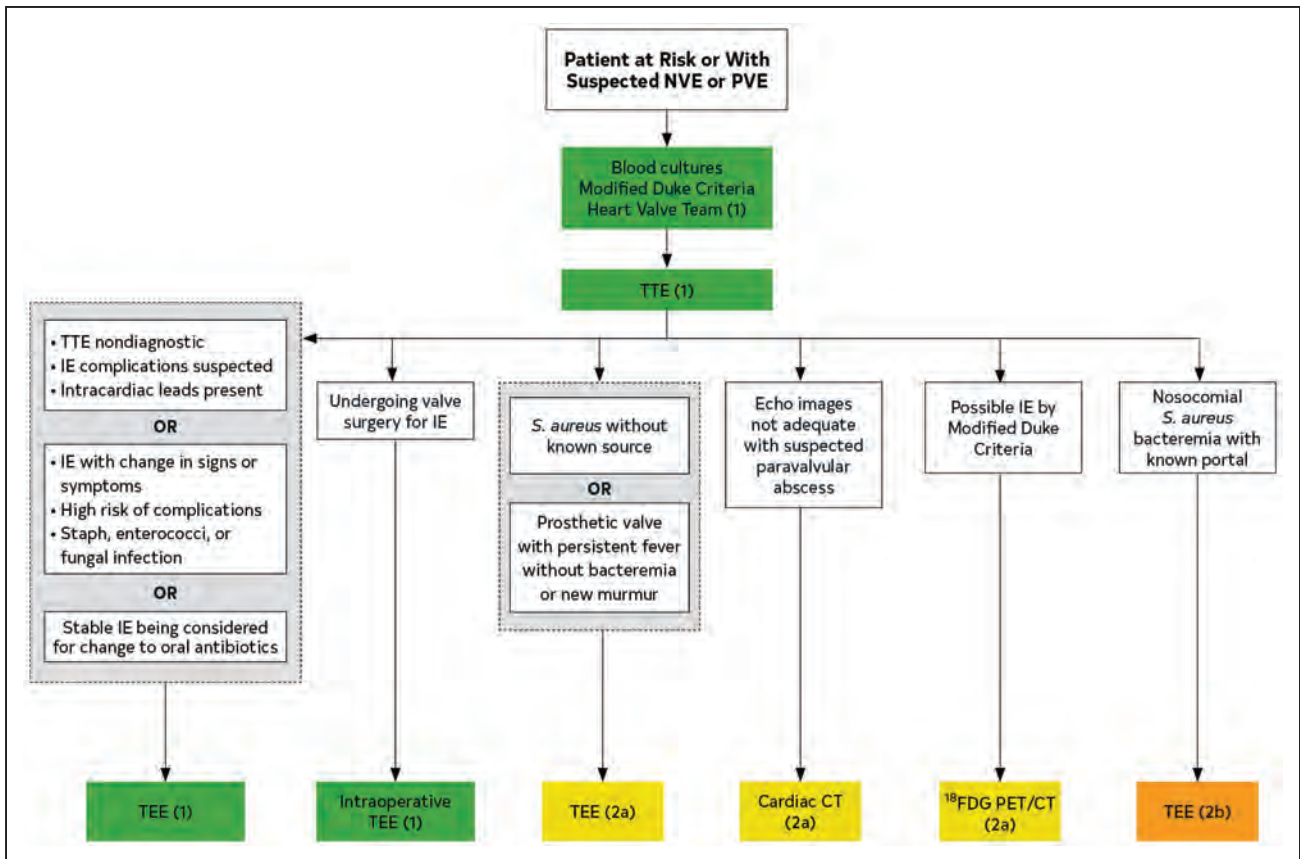 Patient at Risk or With
Suspected NVE or PVE
Blood cultures
Modified Duke Criteria
Heart Valve Team (1)
TTE (1)
• TTE nondiagnostic
• IE complications suspected
• Intracardiac leads present
OR
• IE with change in signs or
symptoms
• High risk of complications
• Staph, enterococci, or
fungal infection
OR
Stable IE being considered
for change to oral antibiotics
TEE (1)
Undergoing valve
surgery for IE
Intraoperative
TEE (1)
S. aureus without
known source
OR
Prosthetic valve
with persistent fever
without bacteremia
or new murmur
TEE (2a)
Echo images
not adequate
with suspected
paravalvular
abscess
Cardiac CT
(2a)
Possible IE by
Modified Duke
Criteria
¹⁸FDG PET/CT
(2a)
Nosocomial
S. aureus
bacteremia with
known portal
TEE (2b)